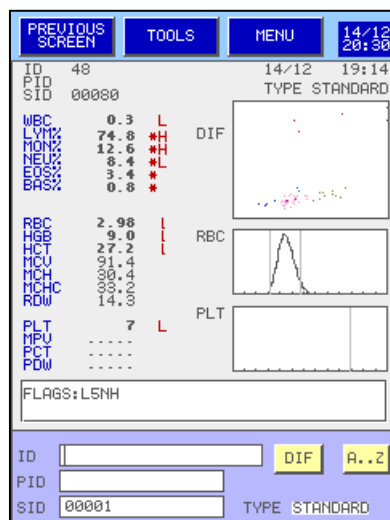 PREVIOUS SCREEN TOOLS MENU 14/12 20:30
ID 48 14/12 19:14
PID TYPE STANDARD
SID 00080
WBC 0.3 L
LYM% 74.8 *H DIF
MON% 12.6 *H
NEU% 8.4 *L
EOS% 3.4 *
BAS% 0.8 *
RBC 2.98 l RBC
HGB 9.0 l
HCT 27.2 l
MCV 91.4
MCH 30.4
MCHC 33.2
RDW 14.3
PLT 7 L PLT
MPV -----
PCT -----
PDW -----
FLAGS:L5NH
ID DIF A..Z
PID
SID 00001 TYPE STANDARD